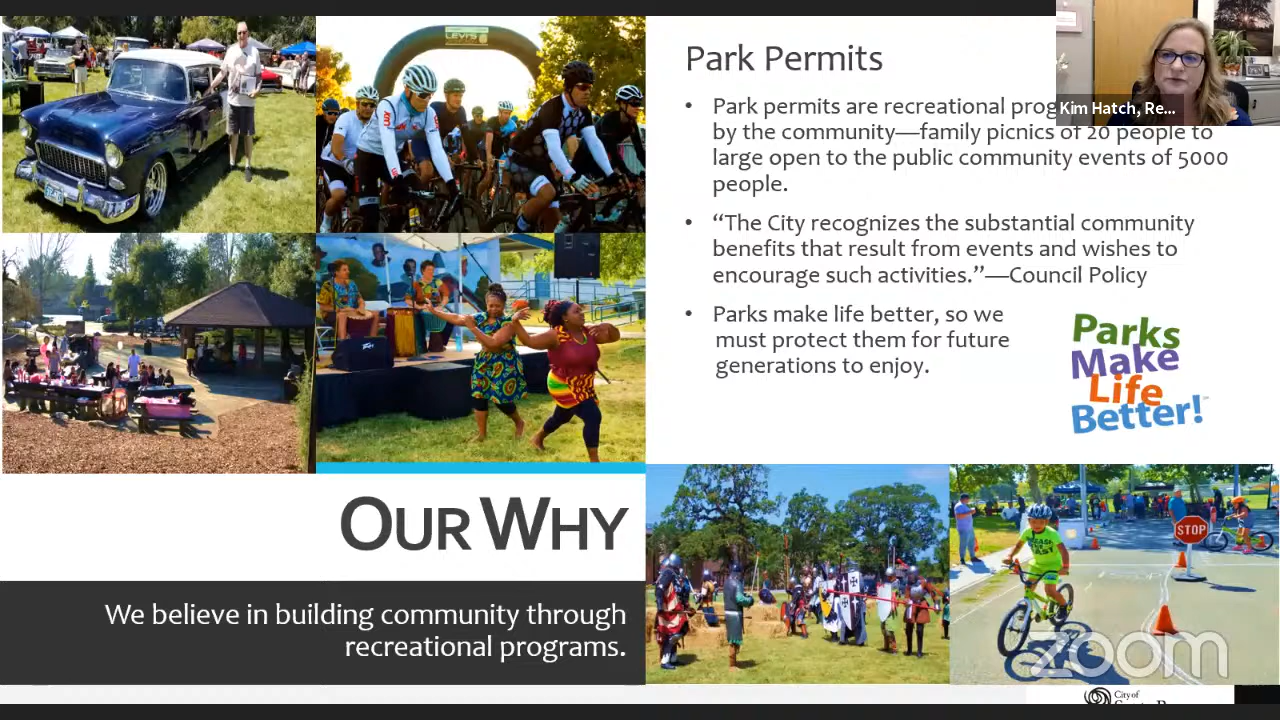 Park Permits
• Park permits are recreational prog
by the community—family picnics of 20 people to
large open to the public community events of 5000
people.
• “The City recognizes the substantial community
benefits that result from events and wishes to
encourage such activities.”—Council Policy
• Parks make life better, so we
must protect them for future
generations to enjoy.
Parks
Make
Life
Better!
Kim Hatch, Re...
LEVI'S
OUR WHY
We believe in building community through
recreational programs.
STOP
zoom
City of